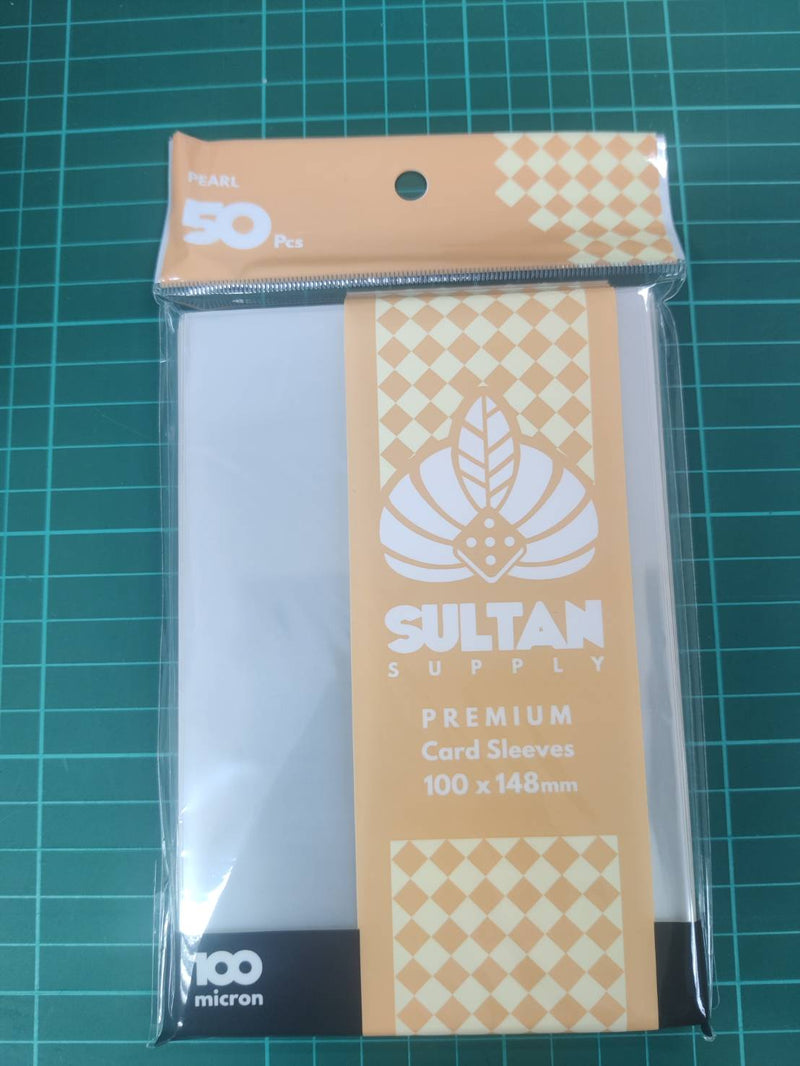 PEARL
50 Pcs
SULTAN
SUPPLY
PREMIUM
Card Sleeves
100 x 148mm
100
micron